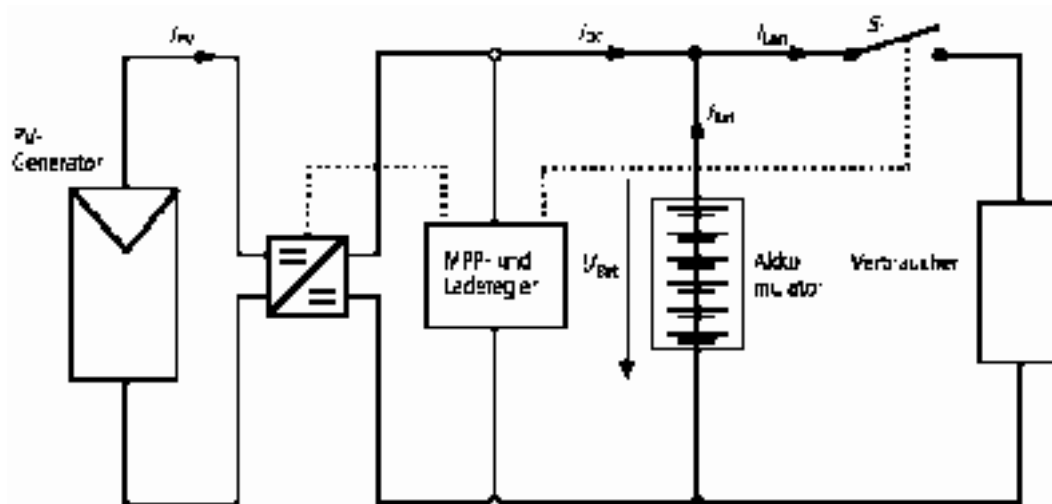 I_PV
I_DC
I_Last
S
PV-
Generator
I_Bat
MPP- und
Laderegler
U_Bat
Akku
mulator
Verbraucher